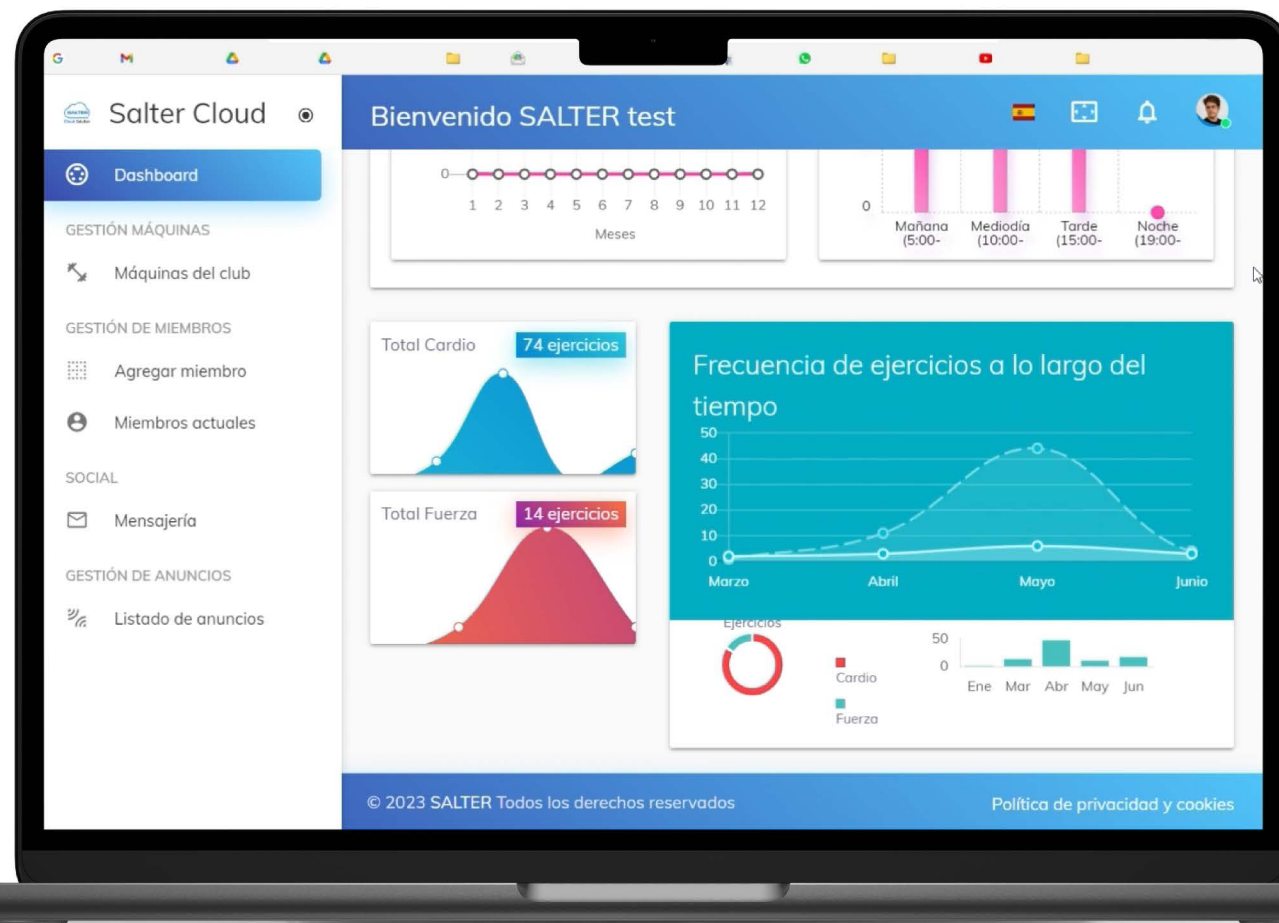 Salter Cloud
Bienvenido SALTER test
Dashboard
GESTIÓN MÁQUINAS
Máquinas del club
GESTIÓN DE MIEMBROS
Agregar miembro
Miembros actuales
SOCIAL
Mensajería
GESTIÓN DE ANUNCIOS
Listado de anuncios
0
1 2 3 4 5 6 7 8 9 10 11 12
Meses
0
Mañana (5:00-
Mediodía (10:00-
Tarde (15:00-
Noche (19:00-
Total Cardio
74 ejercicios
Total Fuerza
14 ejercicios
Frecuencia de ejercicios a lo largo del
tiempo
50
40
30
20
10
0
Marzo Abril Mayo Junio
Ejercicios
Cardio
Fuerza
50
0
Ene Mar Abr May Jun
© 2023 SALTER Todos los derechos reservados
Política de privacidad y cookies